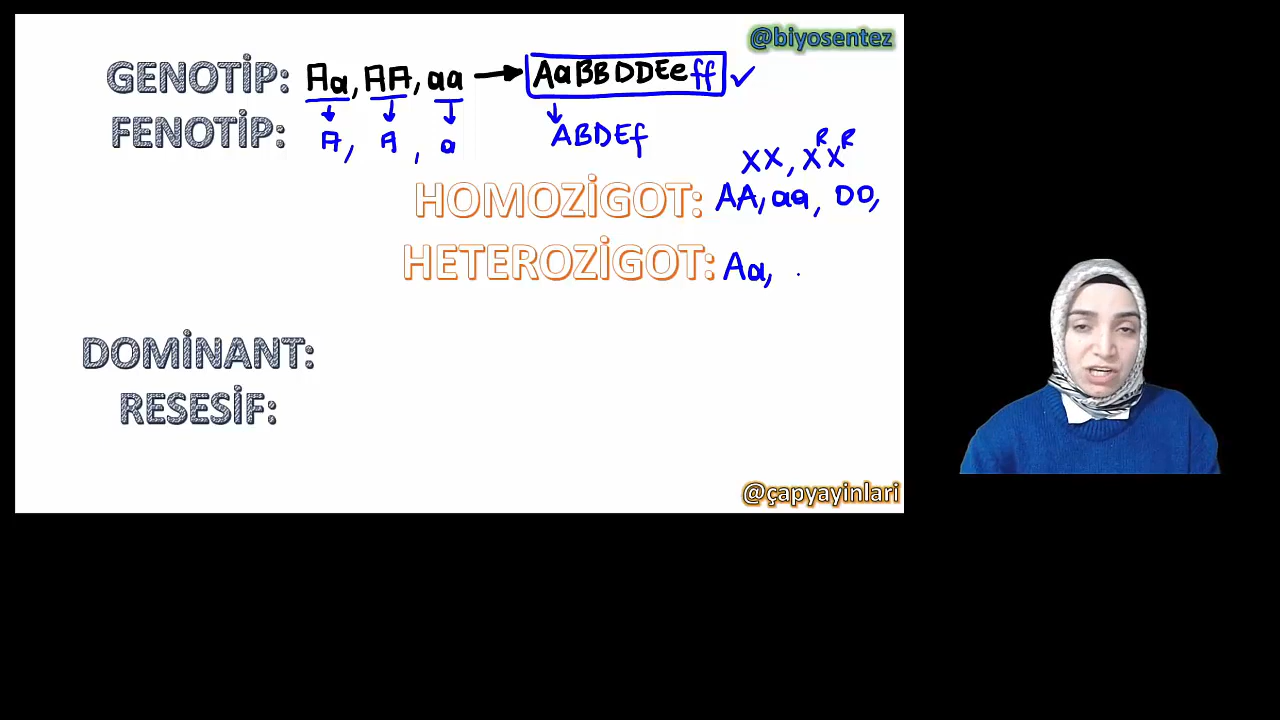 @biyosentez
GENOTİP: Aa, AA, aa → AaBBDDEeff ✓
FENOTİP: A, A, a ABDEf
XX, XᴿXᴿ
HOMOZİGOT: AA, aa, DD,
HETEROZİGOT: Aa,
DOMİNANT:
RESESİF:
@çapyayinlari